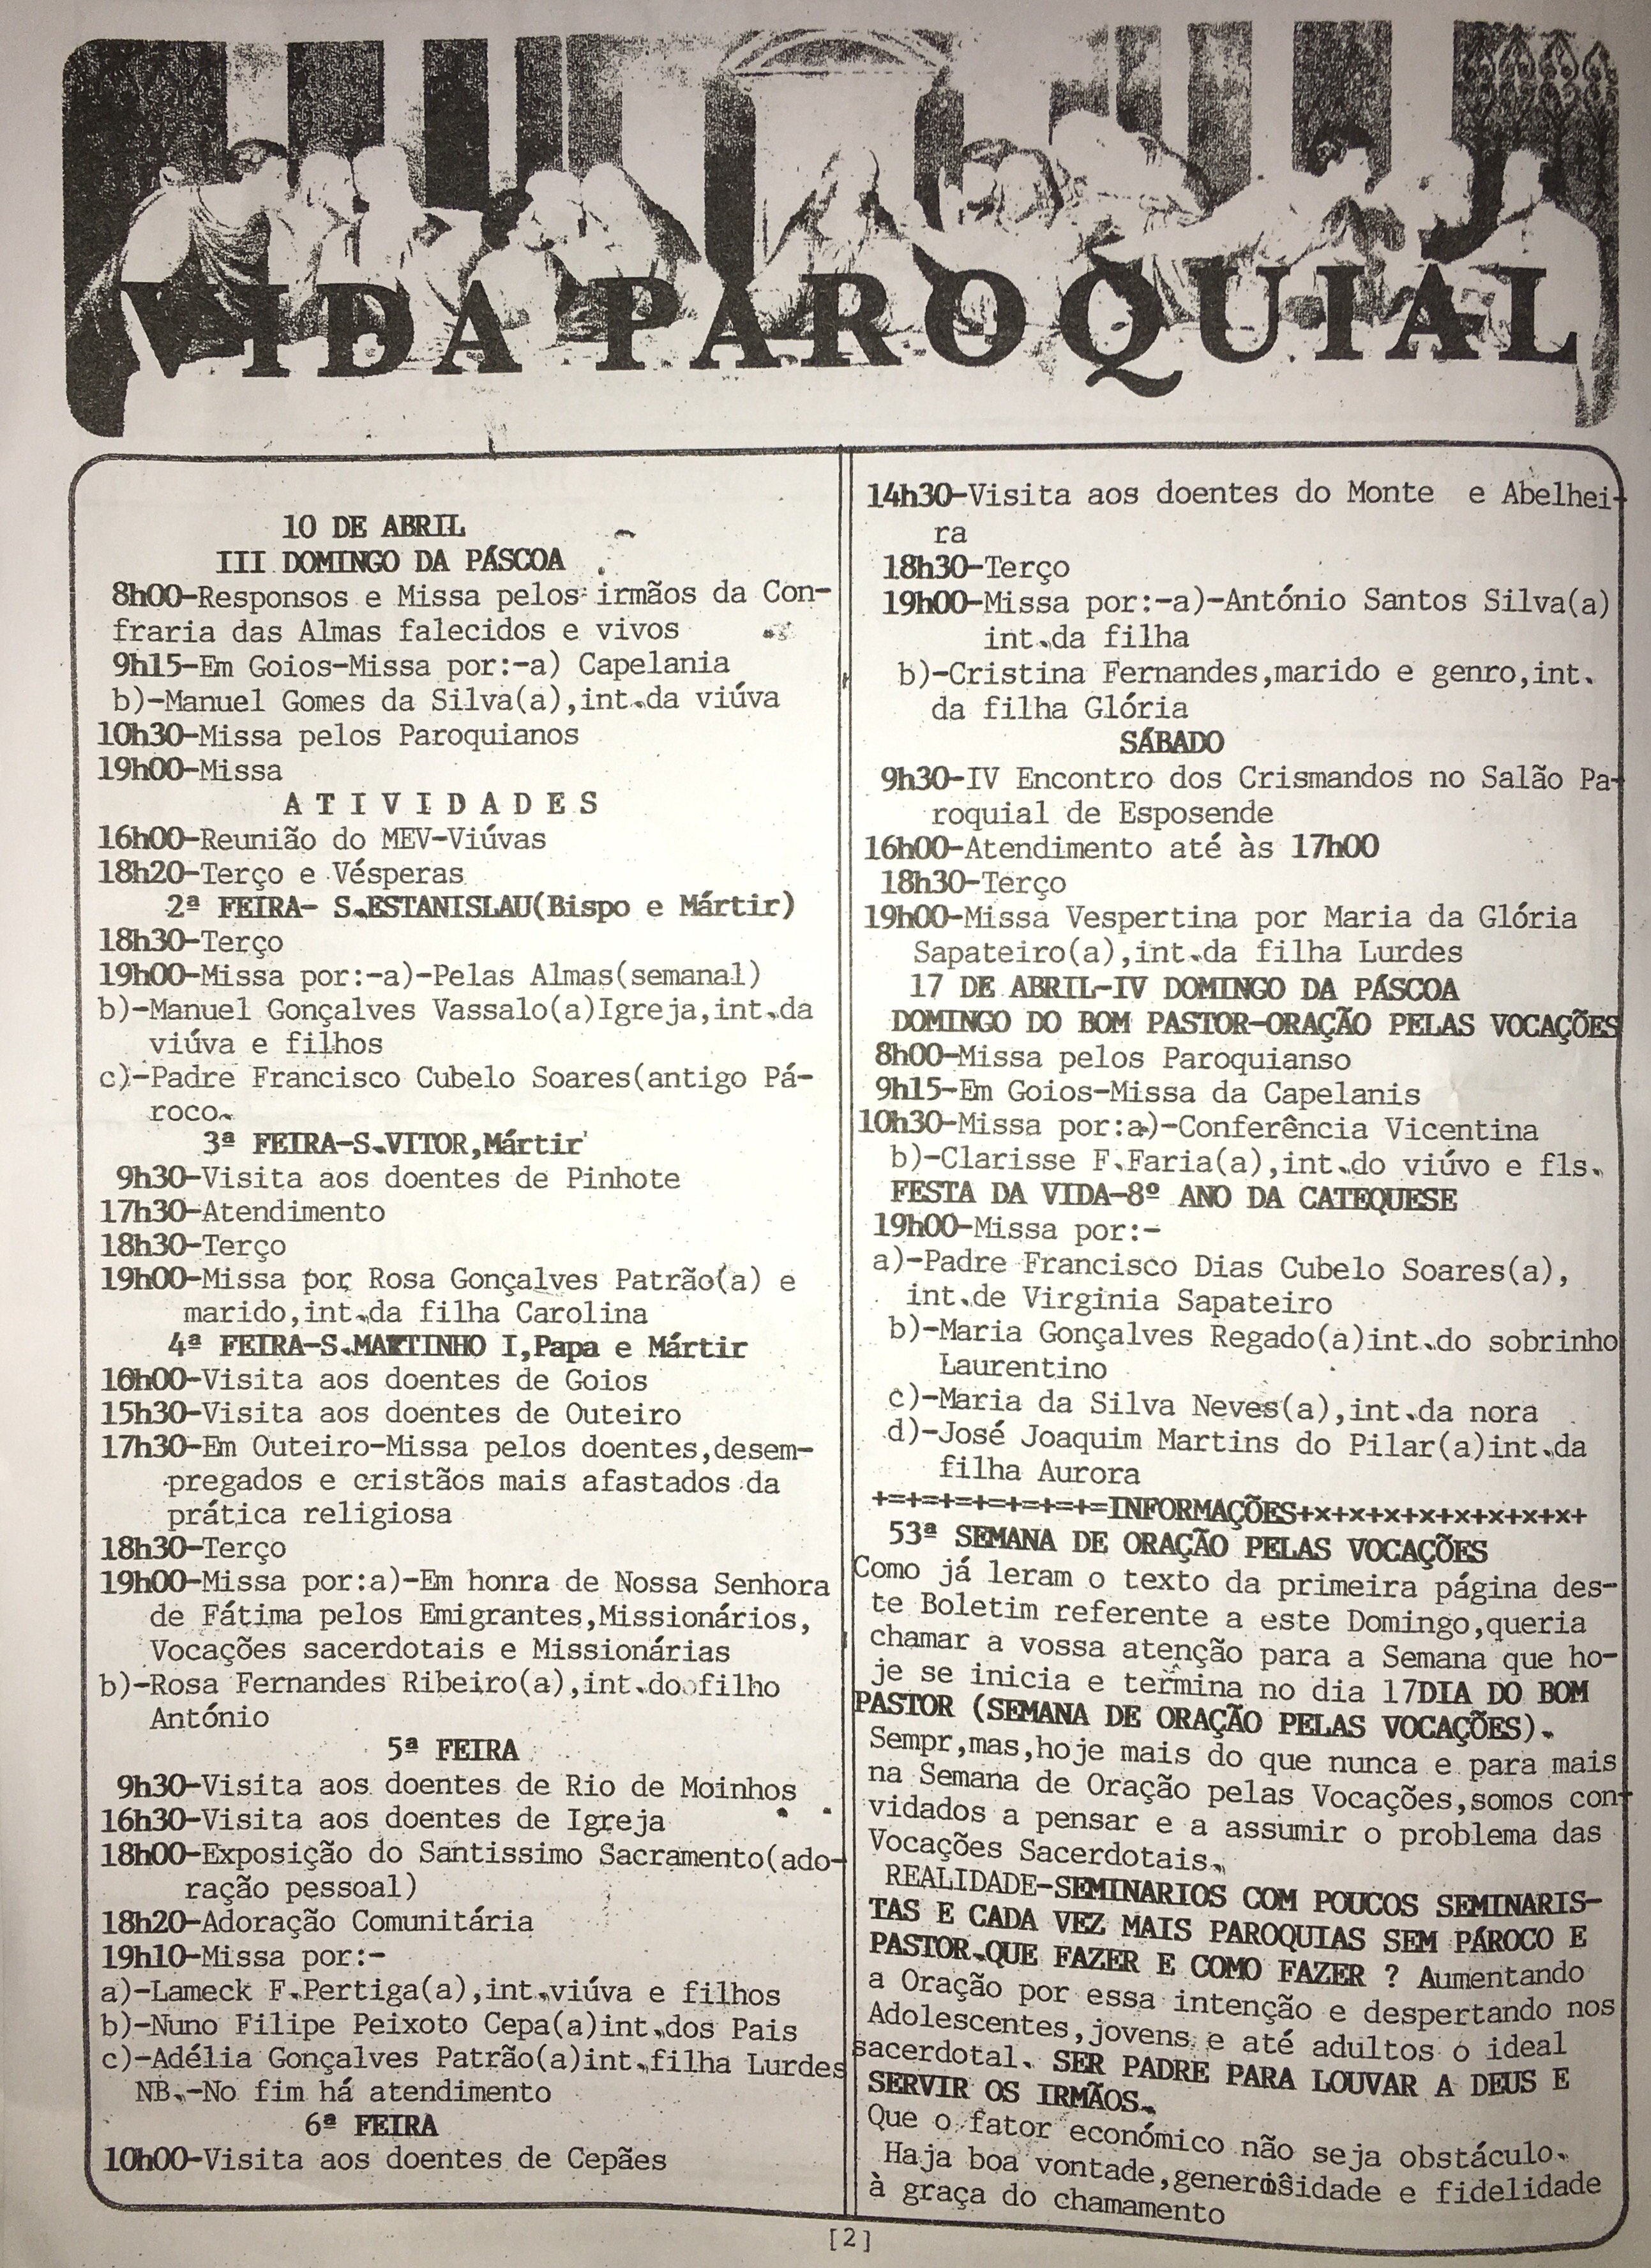 VIDA PAROQUIAL
10 DE ABRIL
III DOMINGO DA PÁSCOA
8h00-Responsos e Missa pelos irmãos da Con-
fraria das Almas falecidos e vivos
9h15-Em Goios-Missa por:-a) Capelania
b)-Manuel Gomes da Silva(a),int.da viúva
10h30-Missa pelos Paroquianos
19h00-Missa
A T I V I D A D E S
16h00-Reunião do MEV-Viúvas
18h20-Terço e Vésperas
2ª FEIRA- S.ESTANISLAU(Bispo e Mártir)
18h30-Terço
19h00-Missa por:-a)-Pelas Almas(semanal)
b)-Manuel Gonçalves Vassalo(a)Igreja,int.da
viúva e filhos
c)-Padre Francisco Cubelo Soares(antigo Pá-
roco.
3ª FEIRA-S.VITOR,Mártir
9h30-Visita aos doentes de Pinhote
17h30-Atendimento
18h30-Terço
19h00-Missa por Rosa Gonçalves Patrão(a) e
marido,int.da filha Carolina
4ª FEIRA-S.MARTINHO I,Papa e Mártir
16h00-Visita aos doentes de Goios
15h30-Visita aos doentes de Outeiro
17h30-Em Outeiro-Missa pelos doentes,desem-
pregados e cristãos mais afastados da
prática religiosa
18h30-Terço
19h00-Missa por:a)-Em honra de Nossa Senhora
de Fátima pelos Emigrantes,Missionários,
Vocações sacerdotais e Missionárias
b)-Rosa Fernandes Ribeiro(a),int.do filho
António
5ª FEIRA
9h30-Visita aos doentes de Rio de Moinhos
16h30-Visita aos doentes de Igreja
18h00-Exposição do Santissimo Sacramento(ado-
ração pessoal)
18h20-Adoração Comunitária
19h10-Missa por:-
a)-Lameck F.Pertiga(a),int.viúva e filhos
b)-Nuno Filipe Peixoto Cepa(a)int.dos Pais
c)-Adélia Gonçalves Patrão(a)int.filha Lurdes
NB.-No fim há atendimento
6ª FEIRA
10h00-Visita aos doentes de Cepães
14h30-Visita aos doentes do Monte e Abelhei-
ra
18h30-Terço
19h00-Missa por:-a)-António Santos Silva(a)
int.da filha
b)-Cristina Fernandes,marido e genro,int.
da filha Glória
SÁBADO
9h30-IV Encontro dos Crismandos no Salão Pa-
roquial de Esposende
16h00-Atendimento até às 17h00
18h30-Terço
19h00-Missa Vespertina por Maria da Glória
Sapateiro(a),int.da filha Lurdes
17 DE ABRIL-IV DOMINGO DA PÁSCOA
DOMINGO DO BOM PASTOR-ORAÇÃO PELAS VOCAÇÕES
8h00-Missa pelos Paroquianso
9h15-Em Goios-Missa da Capelanis
10h30-Missa por:a)-Conferência Vicentina
b)-Clarisse F.Faria(a),int.do viúvo e fls.
FESTA DA VIDA-8º ANO DA CATEQUESE
19h00-Missa por:-
a)-Padre Francisco Dias Cubelo Soares(a),
int.de Virginia Sapateiro
b)-Maria Gonçalves Regado(a)int.do sobrinho
Laurentino
c)-Maria da Silva Neves(a),int.da nora
d)-José Joaquim Martins do Pilar(a)int.da
filha Aurora
+=+=+=+=+=+=+=INFORMAÇÕES+x+x+x+x+x+x+x+x+
53ª SEMANA DE ORAÇÃO PELAS VOCAÇÕES
Como já leram o texto da primeira página des-
te Boletim referente a este Domingo,queria
chamar a vossa atenção para a Semana que ho-
je se inicia e termina no dia 17DIA DO BOM
PASTOR (SEMANA DE ORAÇÃO PELAS VOCAÇÕES).
Sempr,mas,hoje mais do que nunca e para mais
na Semana de Oração pelas Vocações,somos con-
vidados a pensar e a assumir o problema das
Vocações Sacerdotais.
REALIDADE-SEMINARIOS COM POUCOS SEMINARIS-
TAS E CADA VEZ MAIS PAROQUIAS SEM PÁROCO E
PASTOR.QUE FAZER E COMO FAZER ? Aumentando
a Oração por essa intenção e despertando nos
Adolescentes,jovens e até adultos o ideal
sacerdotal. SER PADRE PARA LOUVAR A DEUS E
SERVIR OS IRMÃOS.
Que o fator económico não seja obstáculo.
Haja boa vontade,generosidade e fidelidade
à graça do chamamento
[2]